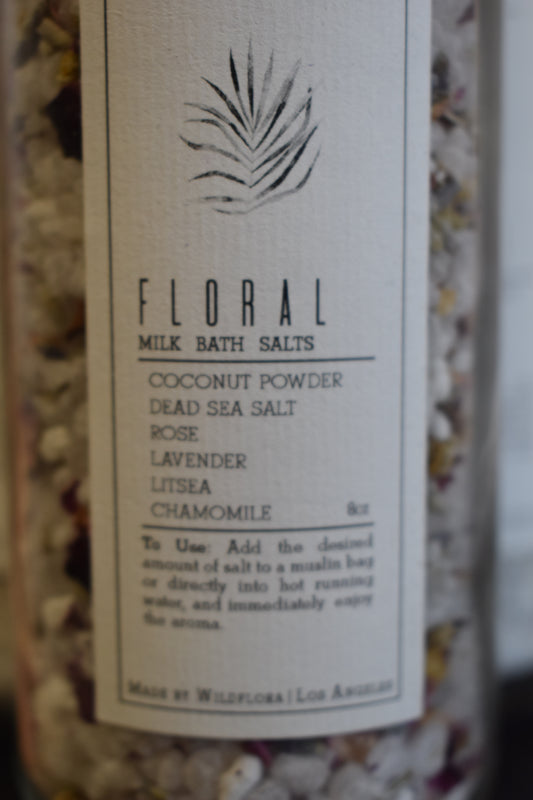 FLORAL
MILK BATH SALTS
COCONUT POWDER
DEAD SEA SALT
ROSE
LAVENDER
LITSEA
CHAMOMILE 8oz
To Use: Add the desired
amount of salt to a muslin bag
or directly into hot running
water, and immediately enjoy
the aroma.
MADE BY WILDFLORA | LOS ANGELES